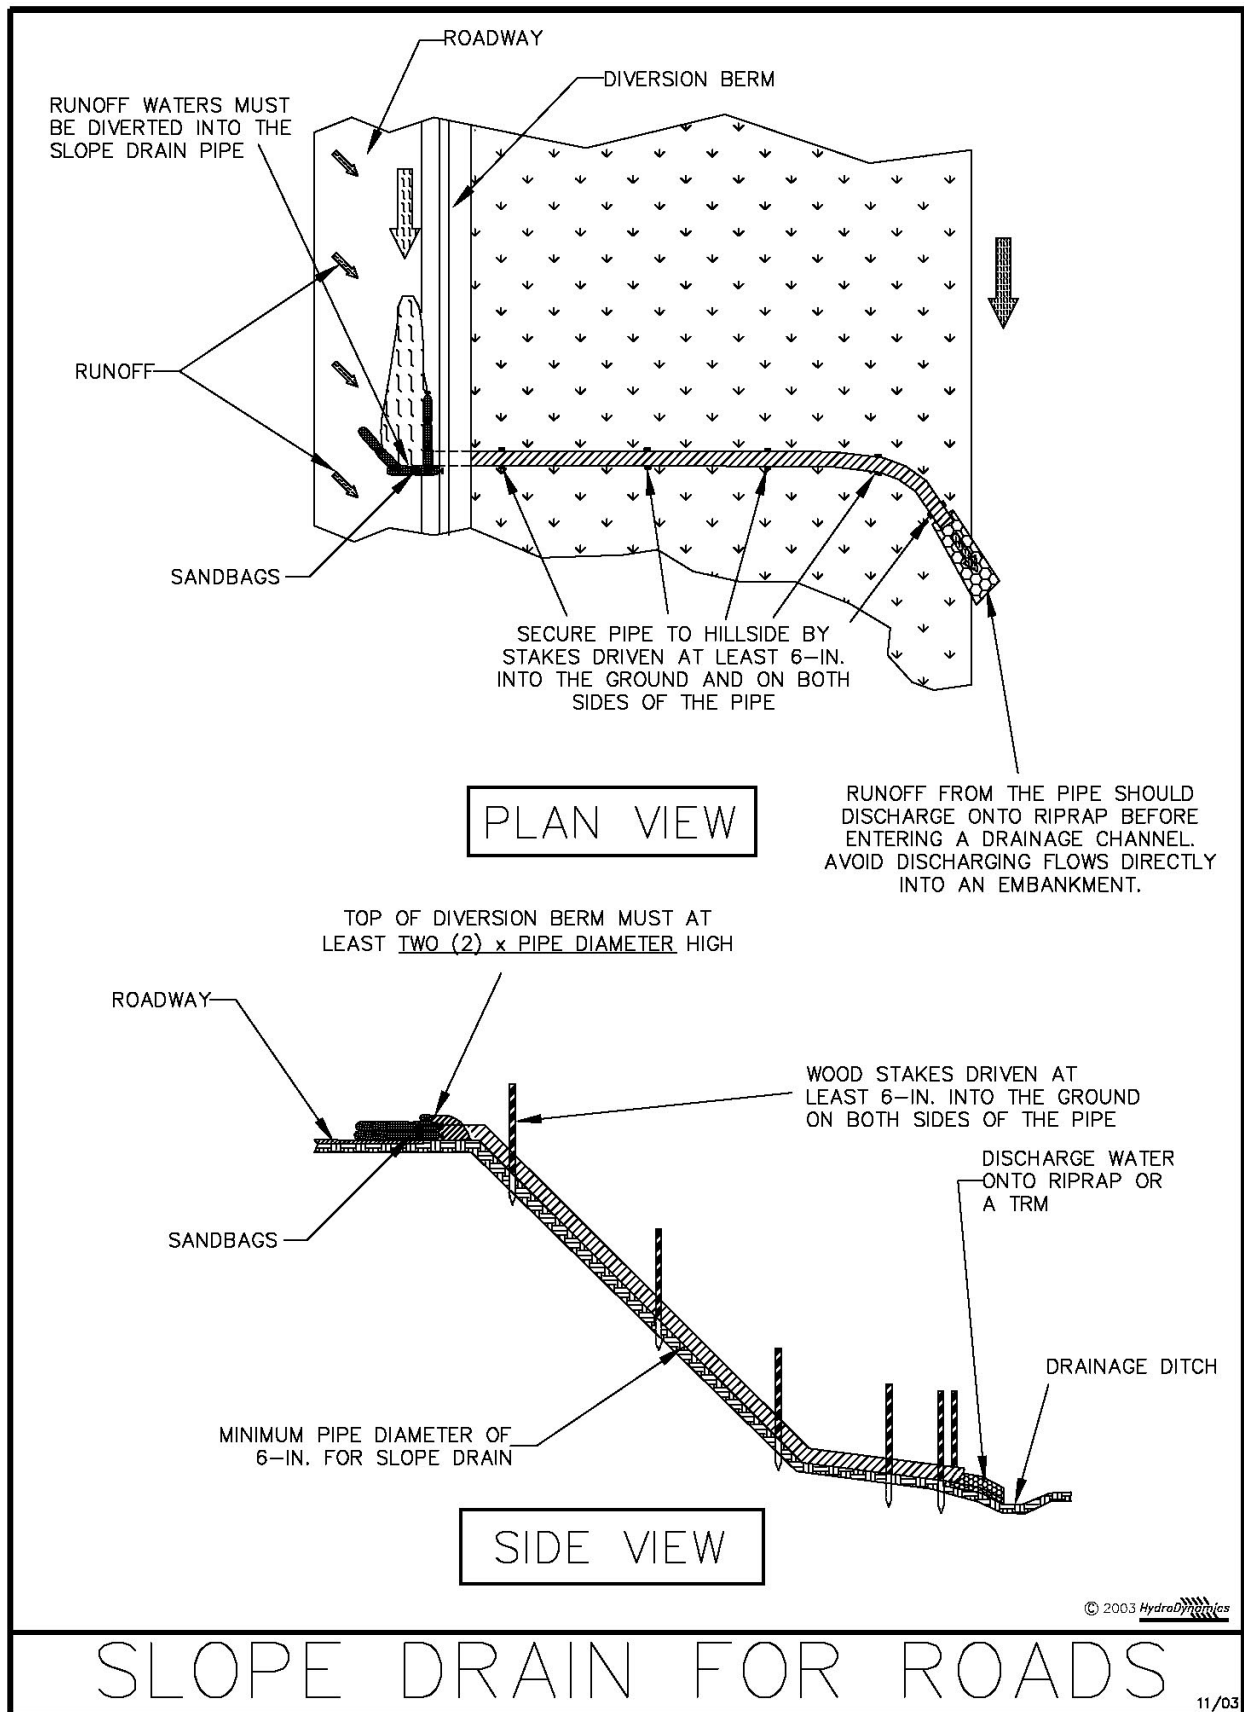 ROADWAY
DIVERSION BERM
RUNOFF WATERS MUST
BE DIVERTED INTO THE
SLOPE DRAIN PIPE
RUNOFF
SANDBAGS
SECURE PIPE TO HILLSIDE BY
STAKES DRIVEN AT LEAST 6-IN.
INTO THE GROUND AND ON BOTH
SIDES OF THE PIPE
PLAN VIEW
RUNOFF FROM THE PIPE SHOULD
DISCHARGE ONTO RIPRAP BEFORE
ENTERING A DRAINAGE CHANNEL.
AVOID DISCHARGING FLOWS DIRECTLY
INTO AN EMBANKMENT.
TOP OF DIVERSION BERM MUST AT
LEAST TWO (2) x PIPE DIAMETER HIGH
ROADWAY
WOOD STAKES DRIVEN AT
LEAST 6-IN. INTO THE GROUND
ON BOTH SIDES OF THE PIPE
DISCHARGE WATER
ONTO RIPRAP OR
A TRM
SANDBAGS
DRAINAGE DITCH
MINIMUM PIPE DIAMETER OF
6-IN. FOR SLOPE DRAIN
SIDE VIEW
© 2003 HydroDynamics
SLOPE DRAIN FOR ROADS
11/03